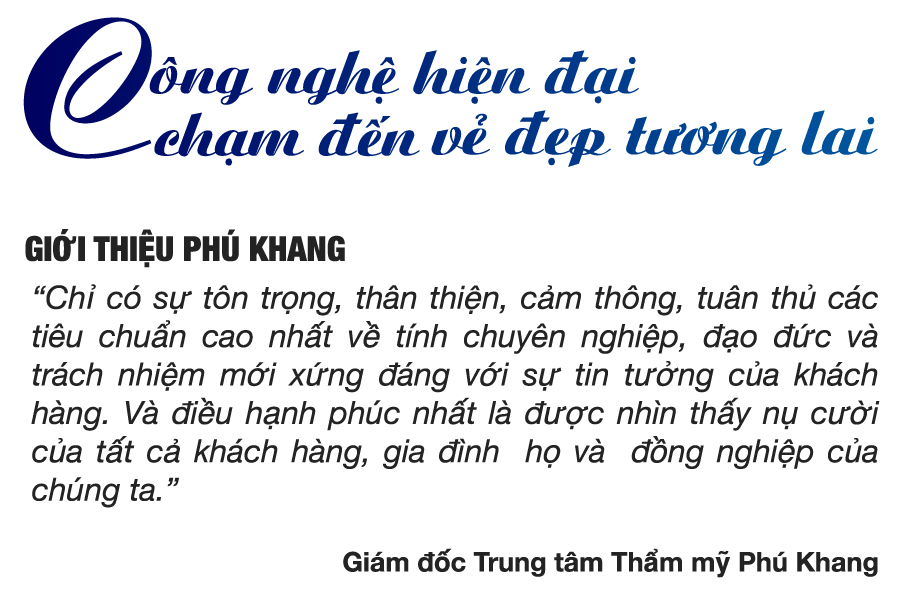 Công nghệ hiện đại
chạm đến vẻ đẹp tương lai
GIỚI THIỆU PHÚ KHANG
“Chỉ có sự tôn trọng, thân thiện, cảm thông, tuân thủ các
tiêu chuẩn cao nhất về tính chuyên nghiệp, đạo đức và
trách nhiệm mới xứng đáng với sự tin tưởng của khách
hàng. Và điều hạnh phúc nhất là được nhìn thấy nụ cười
của tất cả khách hàng, gia đình họ và đồng nghiệp của
chúng ta.”
Giám đốc Trung tâm Thẩm mỹ Phú Khang